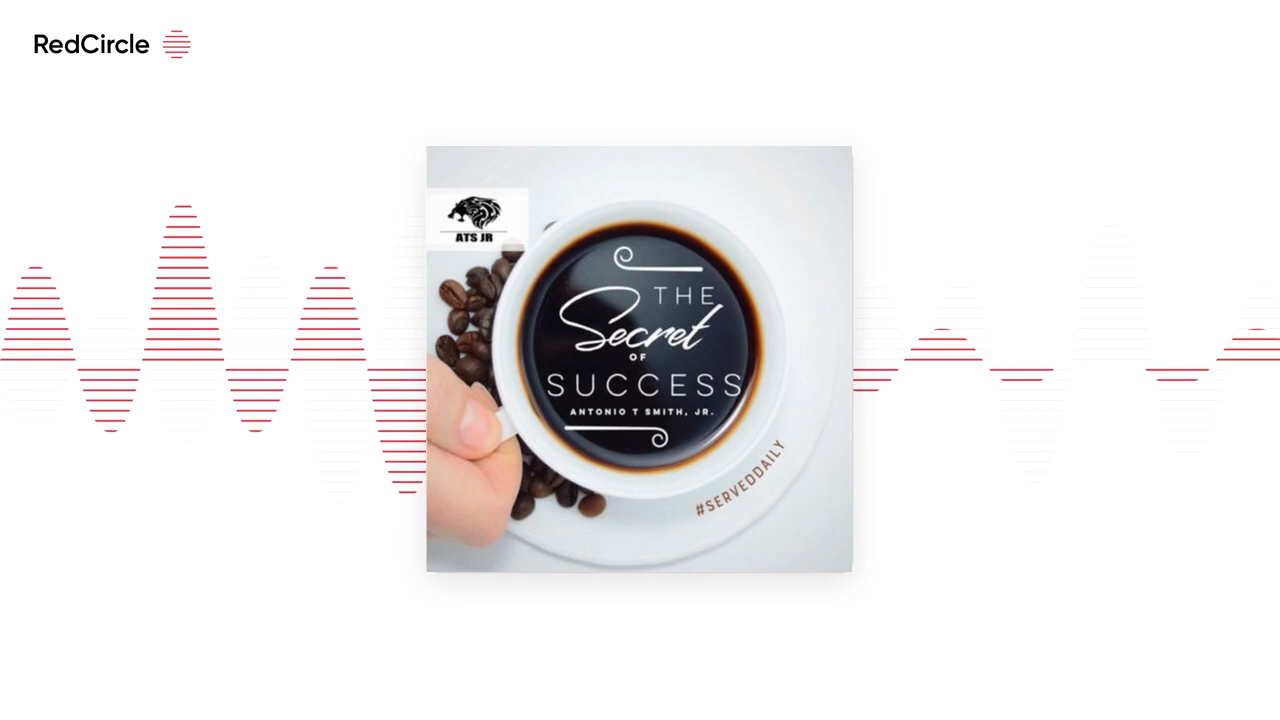 RedCircle
ATS JR
THE
Secret
OF
SUCCESS
ANTONIO T SMITH, JR.
#SERVEDDAILY